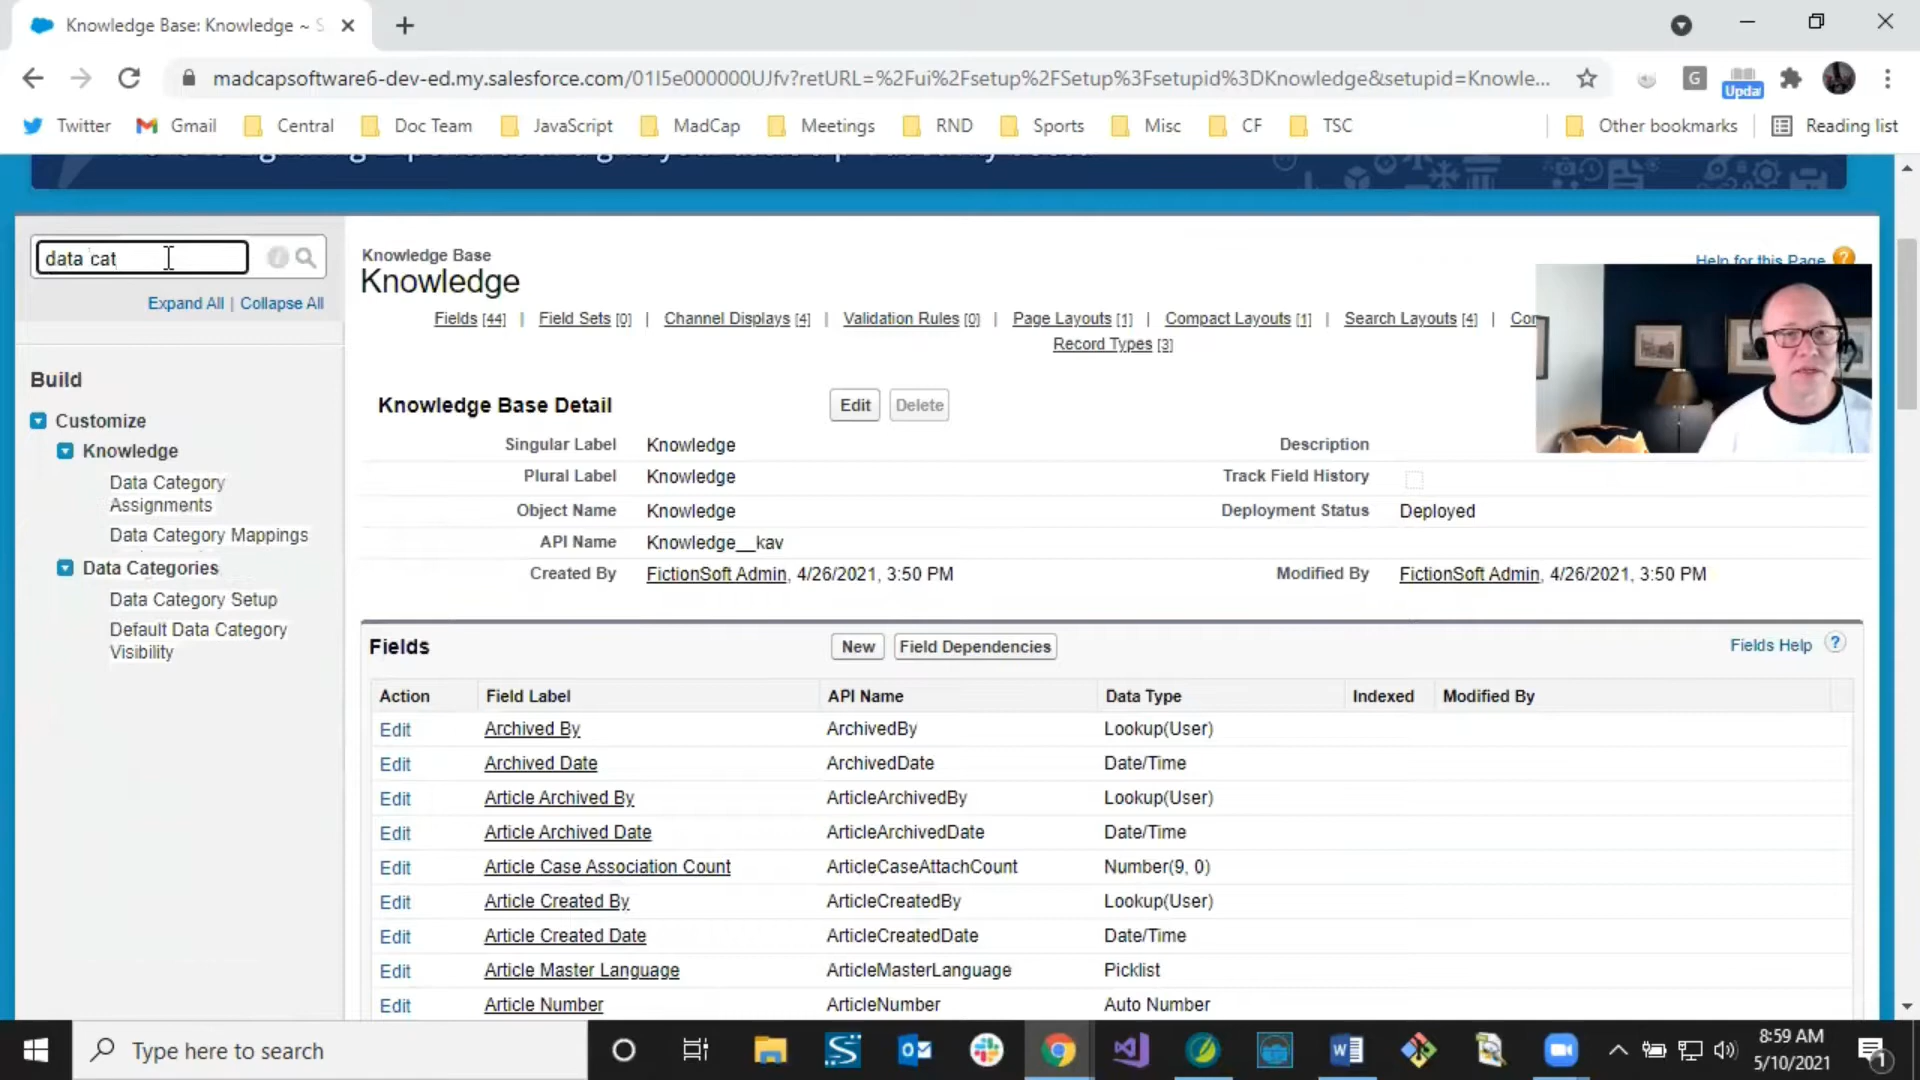 Knowledge Base: Knowledge ~ S
madcapsoftware6-dev-ed.my.salesforce.com/01I5e000000UJfv?retURL=%2Fui%2Fsetup%2FSetup%3Fsetupid%3DKnowledge&setupid=Knowle...
G
Updat
Twitter Gmail Central Doc Team JavaScript MadCap Meetings RND Sports Misc CF TSC Other bookmarks Reading list
data cat
Expand All | Collapse All
Build
Customize
Knowledge
Data Category
Assignments
Data Category Mappings
Data Categories
Data Category Setup
Default Data Category
Visibility
Knowledge Base
Knowledge
Help for this Page ?
Fields [44] | Field Sets [0] | Channel Displays [4] | Validation Rules [0] | Page Layouts [1] | Compact Layouts [1] | Search Layouts [4] | Con
Record Types [3]
Knowledge Base Detail Edit Delete
Singular Label Knowledge Description
Plural Label Knowledge Track Field History
Object Name Knowledge Deployment Status Deployed
API Name Knowledge__kav
Created By FictionSoft Admin, 4/26/2021, 3:50 PM Modified By FictionSoft Admin, 4/26/2021, 3:50 PM
Fields New Field Dependencies Fields Help ?
Action Field Label API Name Data Type Indexed Modified By
Edit Archived By ArchivedBy Lookup(User)
Edit Archived Date ArchivedDate Date/Time
Edit Article Archived By ArticleArchivedBy Lookup(User)
Edit Article Archived Date ArticleArchivedDate Date/Time
Edit Article Case Association Count ArticleCaseAttachCount Number(9, 0)
Edit Article Created By ArticleCreatedBy Lookup(User)
Edit Article Created Date ArticleCreatedDate Date/Time
Edit Article Master Language ArticleMasterLanguage Picklist
Edit Article Number ArticleNumber Auto Number
Type here to search
8:59 AM
5/10/2021
1